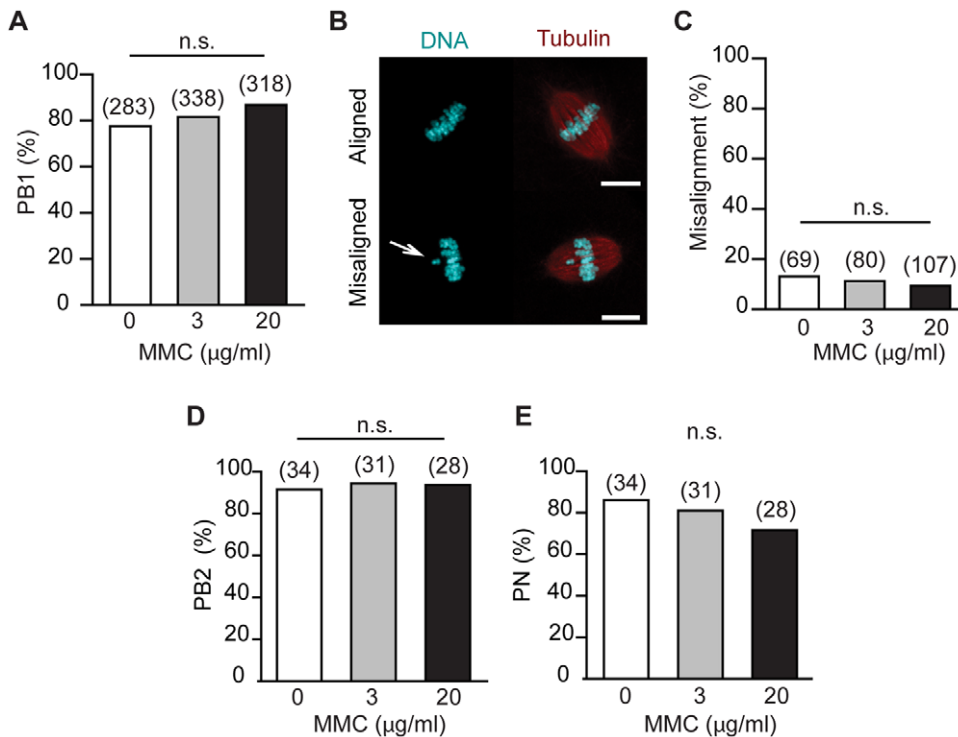 A
n.s.
100
80
60
40
20
0
PB1 (%)
(283)
(338)
(318)
0 3 20
MMC (µg/ml)
B
DNA Tubulin
Aligned
Misaligned
C
100
80
60
40
20
0
Misalignment (%)
n.s.
(69)
(80)
(107)
0 3 20
MMC (µg/ml)
D
n.s.
100
80
60
40
20
0
PB2 (%)
(34)
(31)
(28)
0 3 20
MMC (µg/ml)
E
n.s.
100
80
60
40
20
0
PN (%)
(34)
(31)
(28)
0 3 20
MMC (µg/ml)